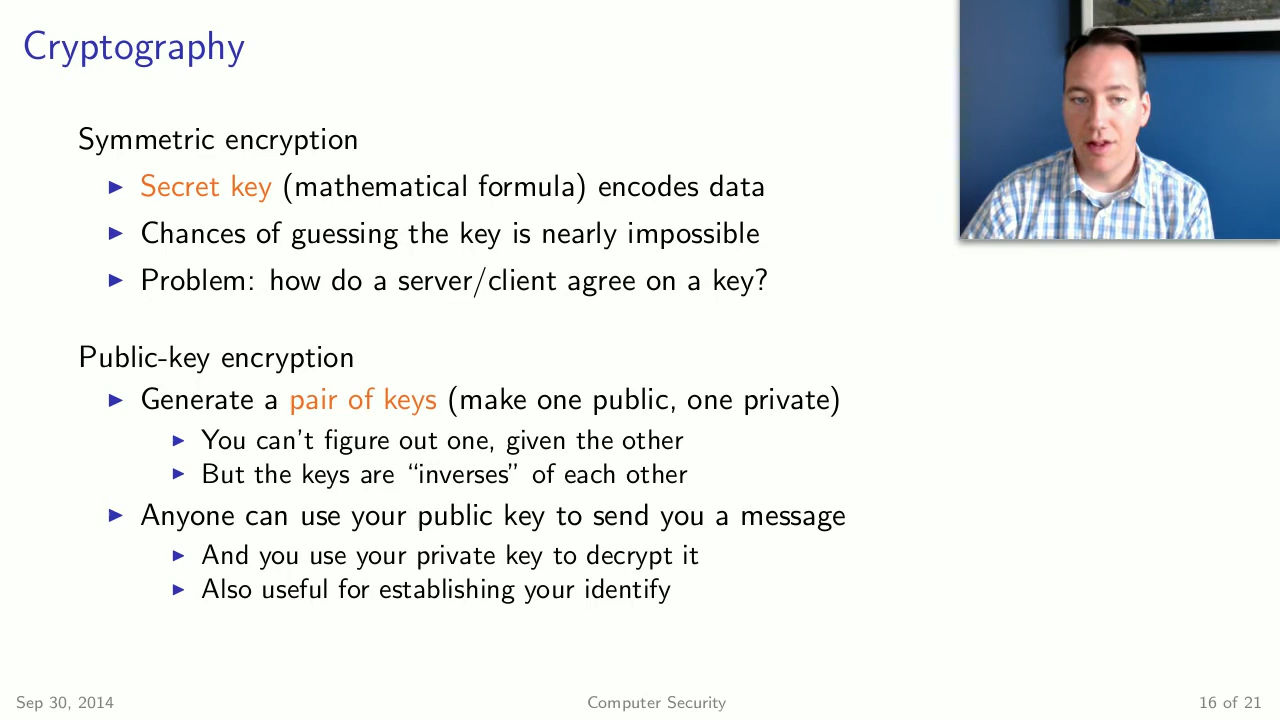 Cryptography
Symmetric encryption
Secret key (mathematical formula) encodes data
Chances of guessing the key is nearly impossible
Problem: how do a server/client agree on a key?
Public-key encryption
Generate a pair of keys (make one public, one private)
You can't figure out one, given the other
But the keys are “inverses” of each other
Anyone can use your public key to send you a message
And you use your private key to decrypt it
Also useful for establishing your identify
Sep 30, 2014
Computer Security
16 of 21